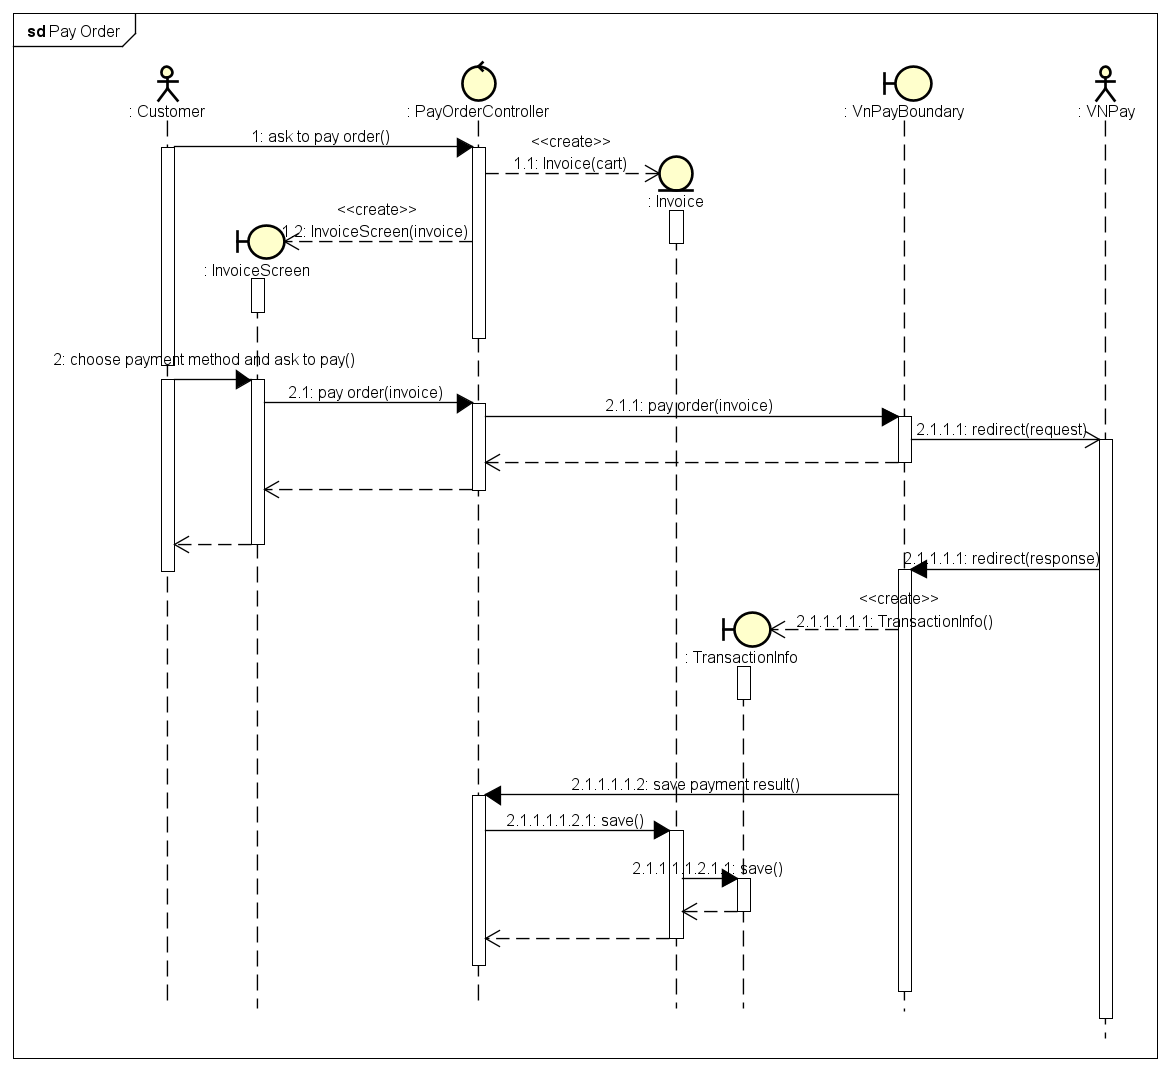 sd Pay Order
: Customer
: PayOrderController
: VnPayBoundary
: VNPay
1: ask to pay order()
<<create>>
1.1: Invoice(cart)
: Invoice
<<create>>
1.2: InvoiceScreen(invoice)
: InvoiceScreen
2: choose payment method and ask to pay()
2.1: pay order(invoice)
2.1.1: pay order(invoice)
2.1.1.1: redirect(request)
2.1.1.1.1: redirect(response)
<<create>>
2.1.1.1.1.1: TransactionInfo()
: TransactionInfo
2.1.1.1.1.2: save payment result()
2.1.1.1.1.2.1: save()
2.1.1.1.1.2.1.1: save()